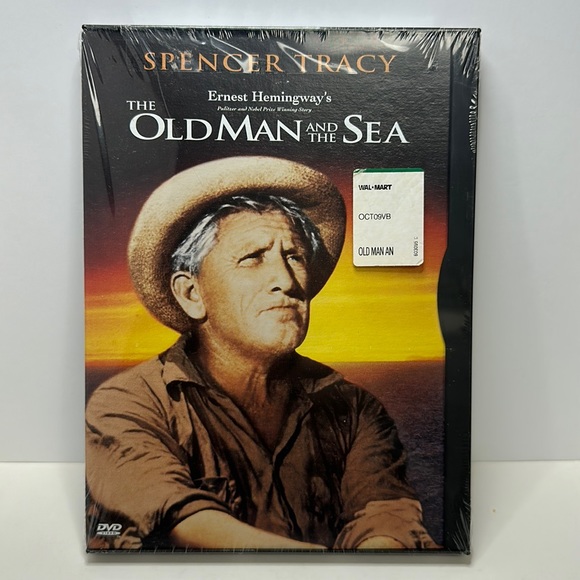 SPENCER TRACY
Ernest Hemingway's
Pulitzer and Nobel Prize Winning Story
THE OLD MAN AND THE SEA
WAL★MART
OCT09VB
OLD MAN AN
DVD
VIDEO